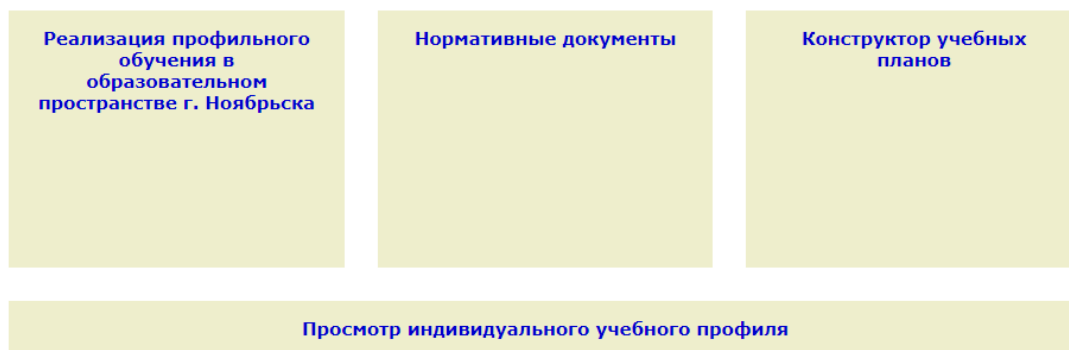 Реализация профильного
обучения в
образовательном
пространстве г. Ноябрьска
Нормативные документы
Конструктор учебных
планов
Просмотр индивидуального учебного профиля